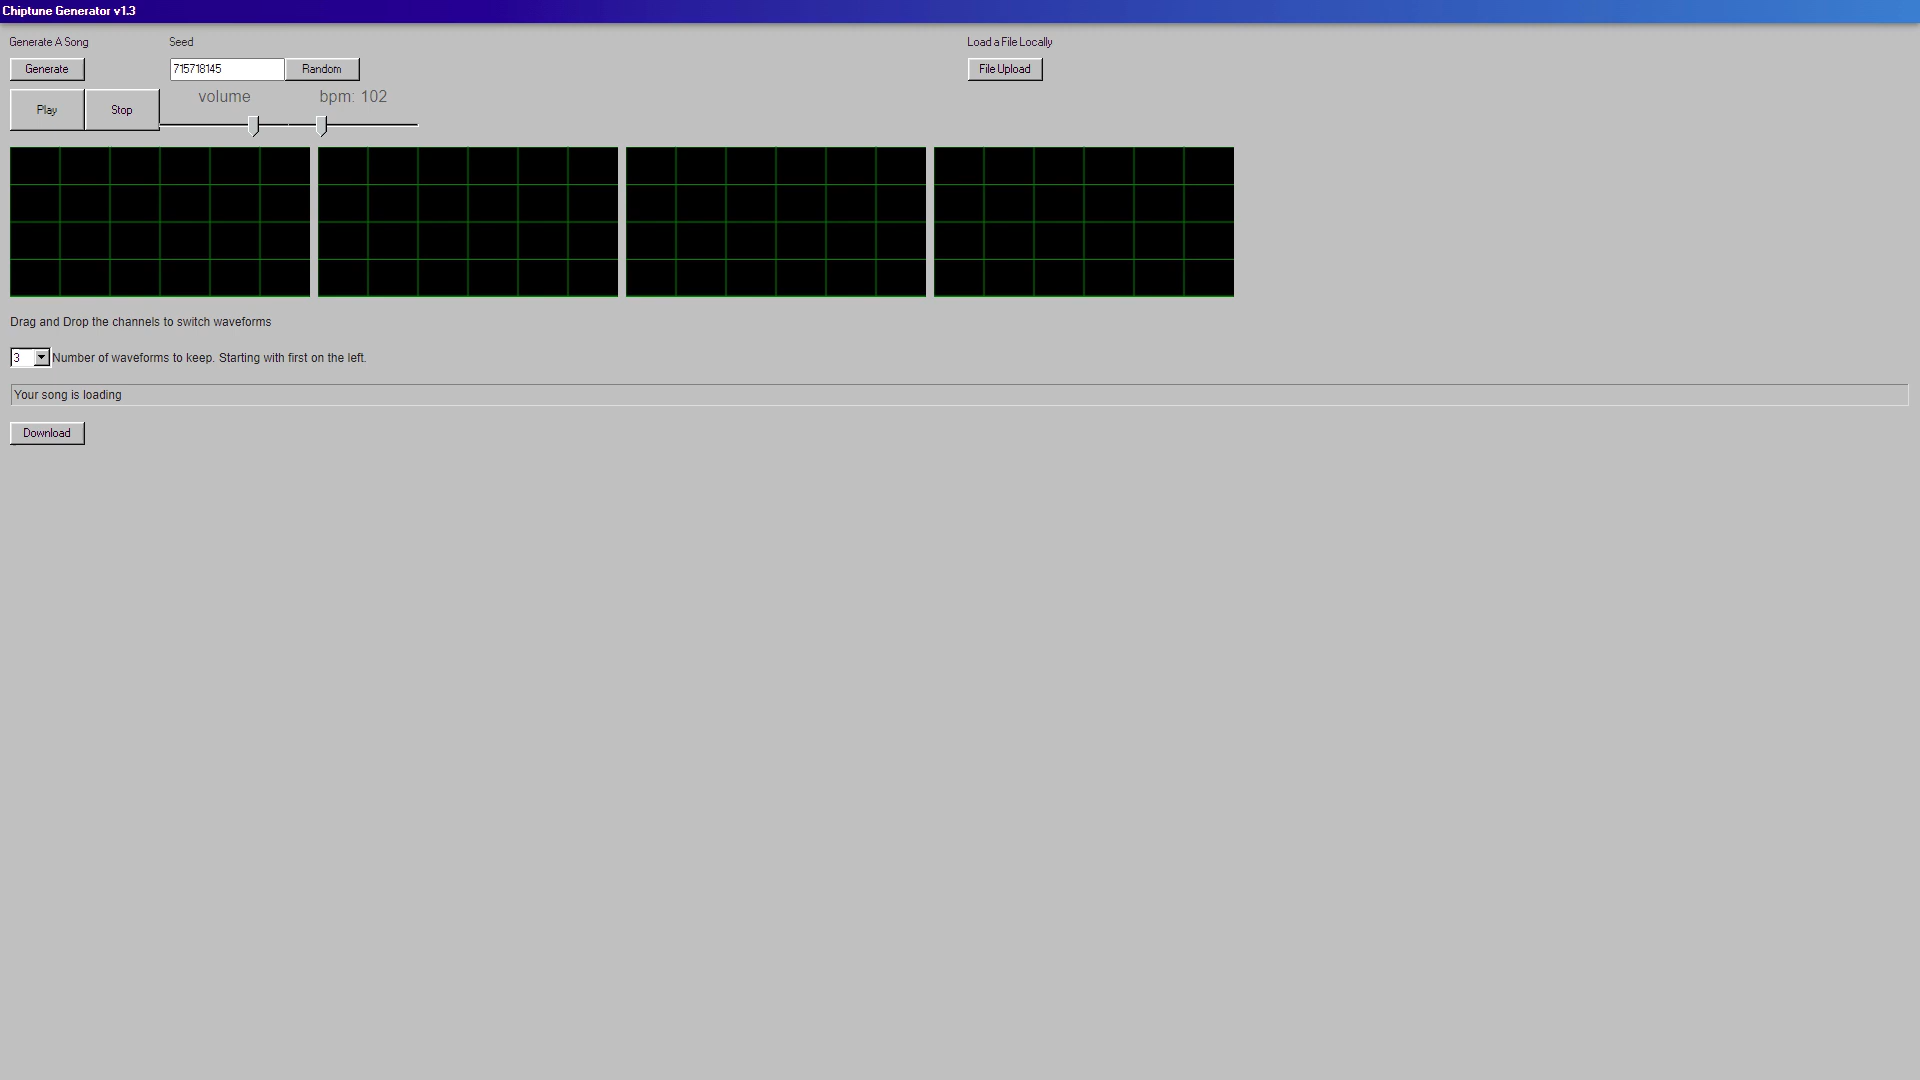 Chiptune Generator v1.3
Generate A Song
Seed
Load a File Locally
Generate
715718145
Random
File Upload
Play
Stop
volume
bpm: 102
Drag and Drop the channels to switch waveforms
3
Number of waveforms to keep. Starting with first on the left.
Your song is loading
Download